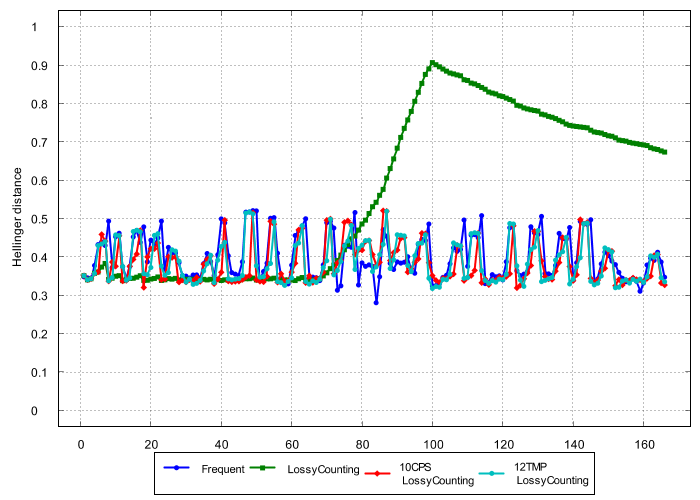 1
0.9
0.8
0.7
0.6
0.5
0.4
0.3
0.2
0.1
0
Hellinger distance
0 20 40 60 80 100 120 140 160
Frequent LossyCounting 10CPS 12TMP
LossyCounting LossyCounting